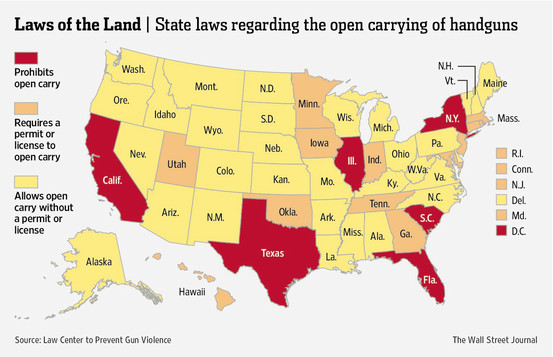 Laws of the Land | State laws regarding the open carrying of handguns
Prohibits
open carry
Requires a
permit or
license to
open carry
Allows open
carry without
a permit or
license
Wash.
Ore.
Calif.
Idaho
Nev.
Mont.
Wyo.
Utah
Ariz.
Colo.
N.M.
N.D.
S.D.
Neb.
Kan.
Okla.
Texas
Minn.
Iowa
Mo.
Ark.
La.
Wis.
Ill.
Mich.
Ind.
Ohio
Ky.
Tenn.
Miss.
Ala.
Ga.
Fla.
S.C.
N.C.
Va.
W.Va.
Pa.
N.Y.
Vt.
N.H.
Maine
Mass.
R.I.
Conn.
N.J.
Del.
Md.
D.C.
Alaska
Hawaii
Source: Law Center to Prevent Gun Violence
The Wall Street Journal